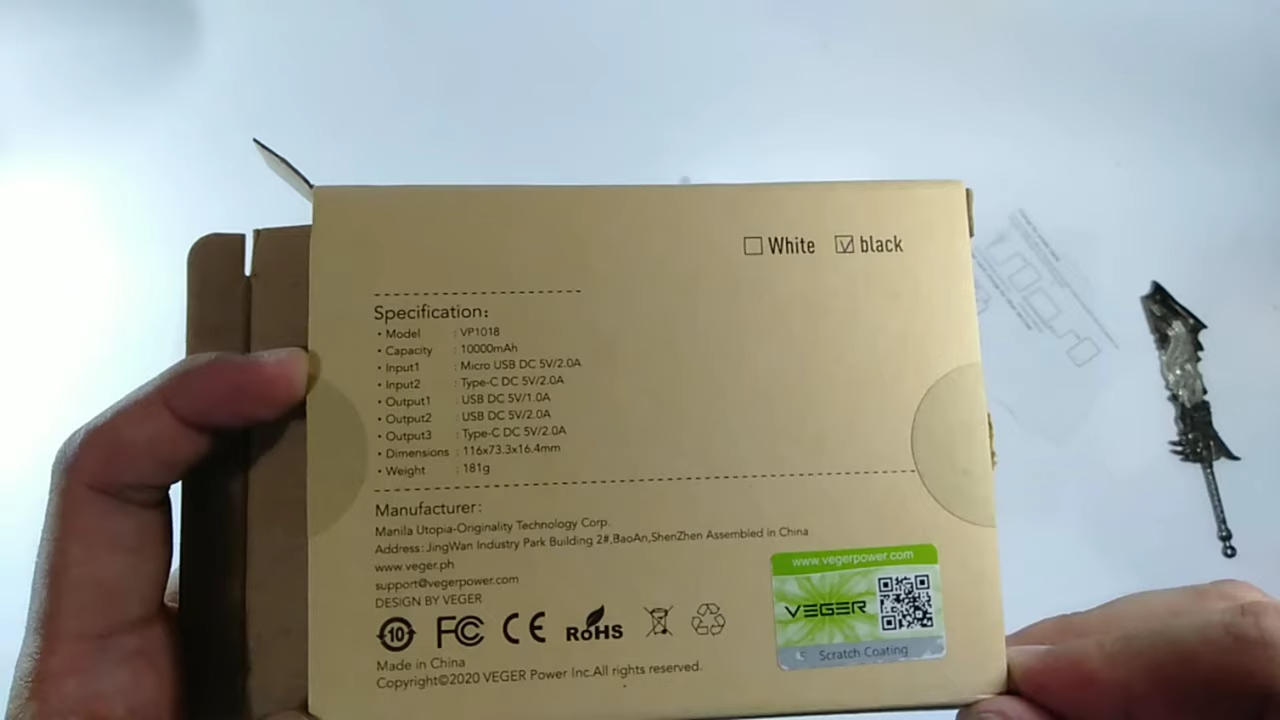 White black
Specification:
• Model : VP1018
• Capacity : 10000mAh
• Input1 : Micro USB DC 5V/2.0A
• Input2 : Type-C DC 5V/2.0A
• Output1 : USB DC 5V/1.0A
• Output2 : USB DC 5V/2.0A
• Output3 : Type-C DC 5V/2.0A
• Dimensions : 116x73.3x16.4mm
• Weight : 181g
Manufacturer:
Manila Utopia-Originality Technology Corp.
Address:JingWan Industry Park Building 2#,BaoAn,ShenZhen Assembled in China
www.veger.ph
support@vegerpower.com
DESIGN BY VEGER
10 FC CE RoHS
Made in China
Copyright©2020 VEGER Power Inc.All rights reserved.
www.vegerpower.com
VEGER
Scratch Coating